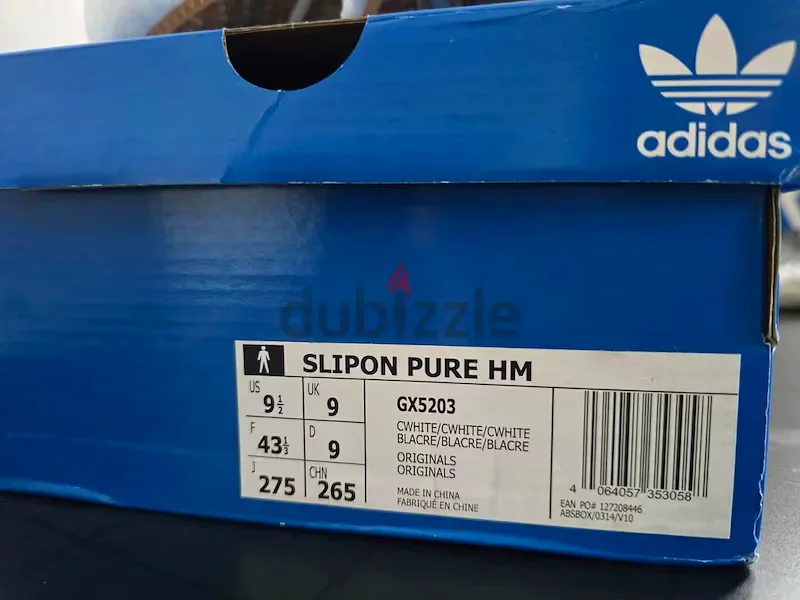 adidas
dubizzle
SLIPON PURE HM
US 9½
UK 9
F 43⅓
D 9
J 275
CHN 265
GX5203
CWHITE/CWHITE/CWHITE
BLACRE/BLACRE/BLACRE
ORIGINALS
ORIGINALS
MADE IN CHINA
FABRIQUÉ EN CHINE
4 064057 353058
EAN PO# 127208446
ABSBOX/0314/V10